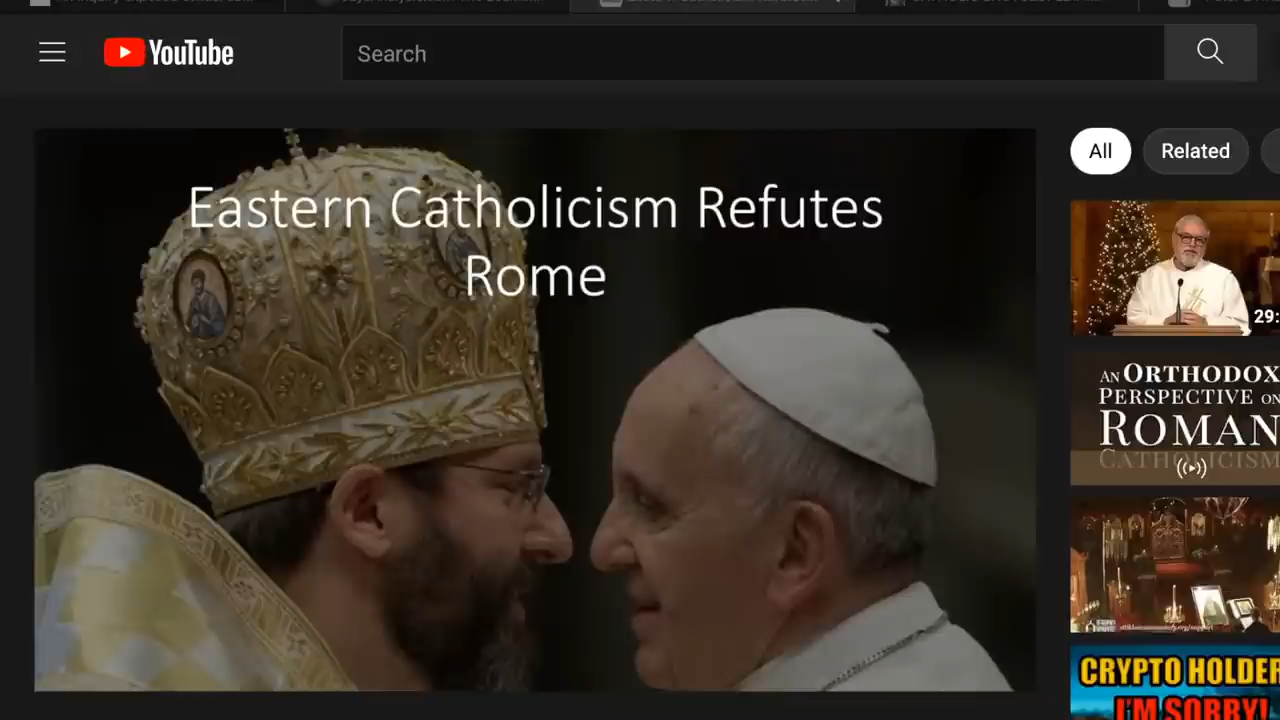 YouTube
Search
Eastern Catholicism Refutes
Rome
All
Related
29:
AN ORTHODOX
PERSPECTIVE ON
ROMAN
CATHOLICISM
CRYPTO HOLDER
I'M SORRY!